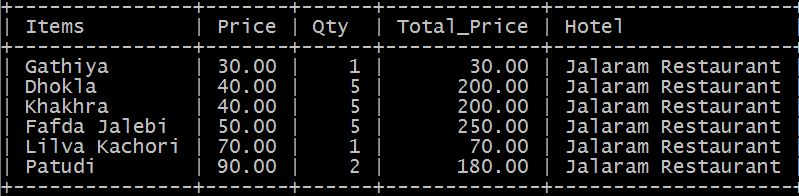 +---------------+-------+------+-------------+--------------------+
| Items | Price | Qty | Total_Price | Hotel
+---------------+-------+------+-------------+--------------------+
| Gathiya | 30.00 | 1 | 30.00 | Jalaram Restaurant
| Dhokla | 40.00 | 5 | 200.00 | Jalaram Restaurant
| Khakhra | 40.00 | 5 | 200.00 | Jalaram Restaurant
| Fafda Jalebi | 50.00 | 5 | 250.00 | Jalaram Restaurant
| Lilva Kachori | 70.00 | 1 | 70.00 | Jalaram Restaurant
| Patudi | 90.00 | 2 | 180.00 | Jalaram Restaurant
+---------------+-------+------+-------------+--------------------+